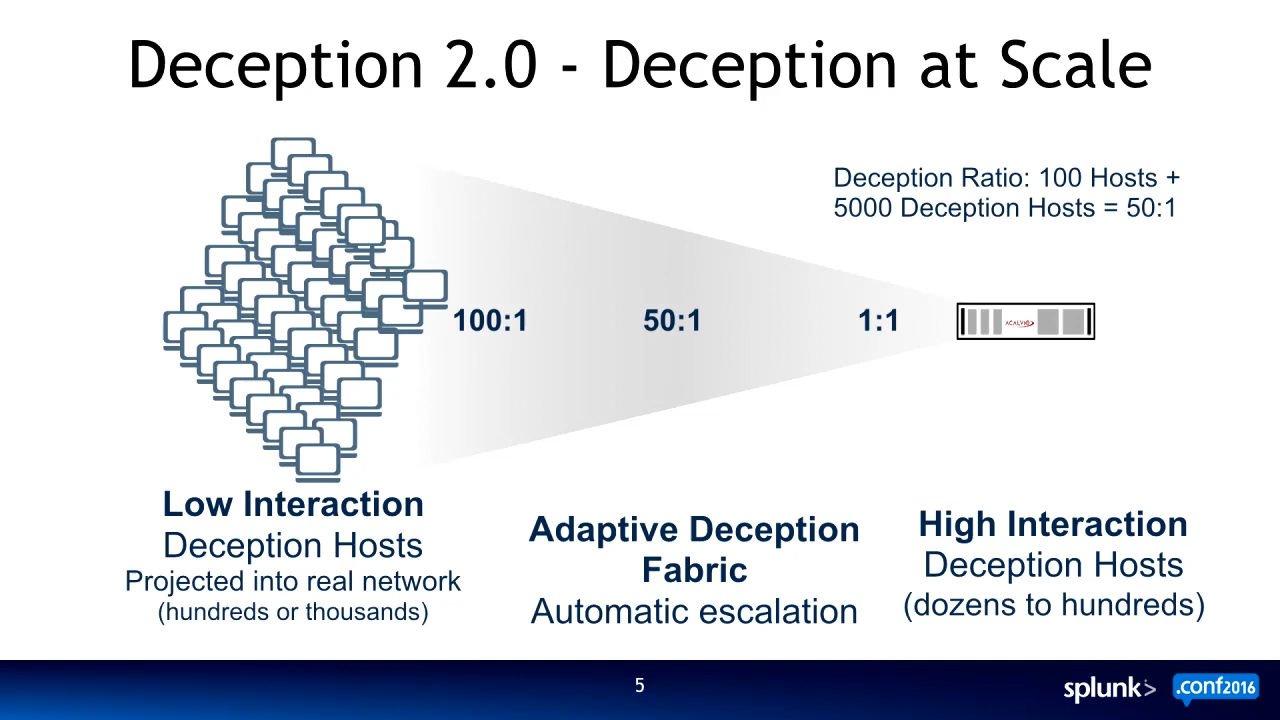 Deception 2.0 - Deception at Scale
Deception Ratio: 100 Hosts +
5000 Deception Hosts = 50:1
100:1
50:1
1:1
ACALVIO
Low Interaction
Deception Hosts
Projected into real network
(hundreds or thousands)
Adaptive Deception
Fabric
Automatic escalation
High Interaction
Deception Hosts
(dozens to hundreds)
5
splunk>
.conf2016